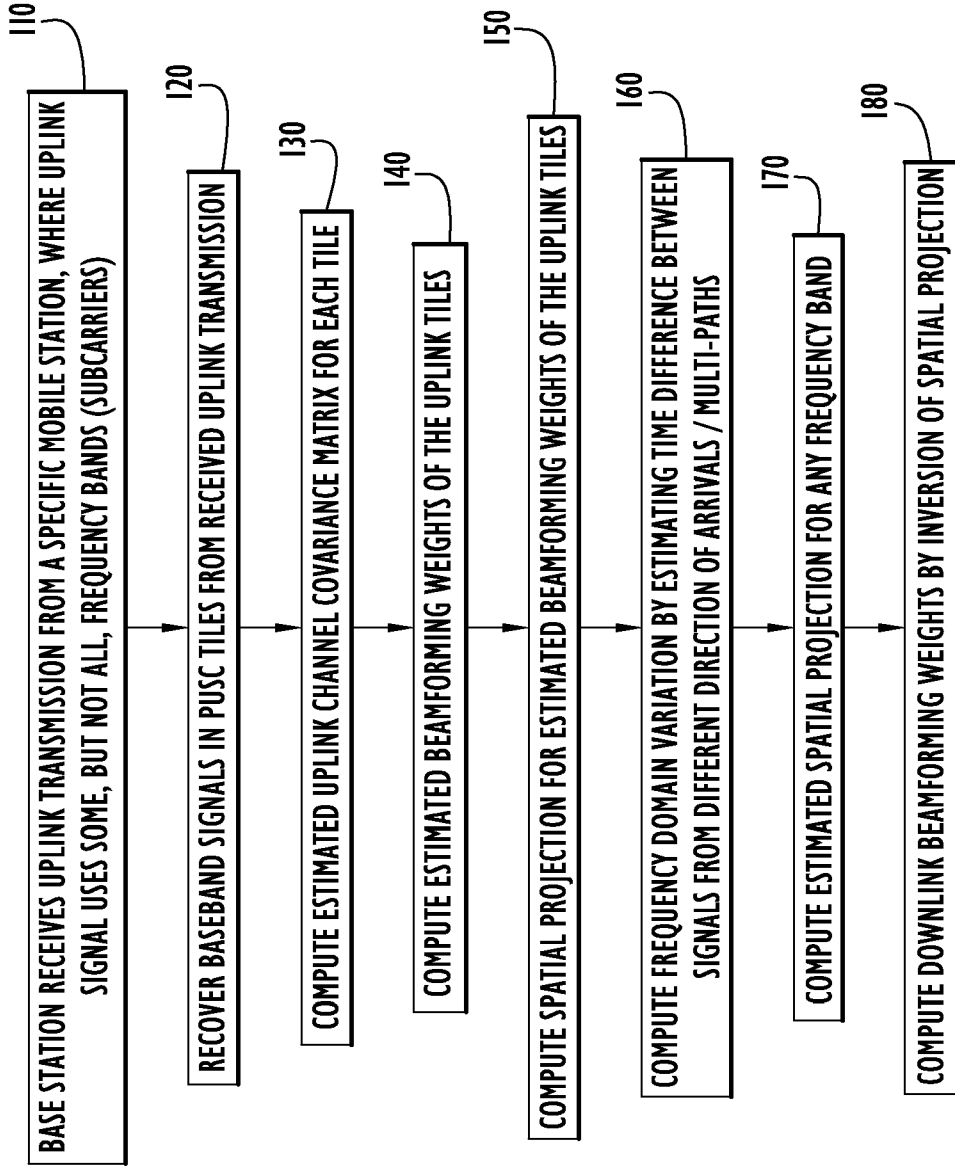 BASE STATION RECEIVES UPLINK TRANSMISSION FROM A SPECIFIC MOBILE STATION, WHERE UPLINK
SIGNAL USES SOME, BUT NOT ALL, FREQUENCY BANDS (SUBCARRIERS)
110
RECOVER BASEBAND SIGNALS IN PUSC TILES FROM RECEIVED UPLINK TRANSMISSION
120
COMPUTE ESTIMATED UPLINK CHANNEL COVARIANCE MATRIX FOR EACH TILE
130
COMPUTE ESTIMATED BEAMFORMING WEIGHTS OF THE UPLINK TILES
140
COMPUTE SPATIAL PROJECTION FOR ESTIMATED BEAMFORMING WEIGHTS OF THE UPLINK TILES
150
COMPUTE FREQUENCY DOMAIN VARIATION BY ESTIMATING TIME DIFFERENCE BETWEEN
SIGNALS FROM DIFFERENT DIRECTION OF ARRIVALS / MULTI-PATHS
160
COMPUTE ESTIMATED SPATIAL PROJECTION FOR ANY FREQUENCY BAND
170
COMPUTE DOWNLINK BEAMFORMING WEIGHTS BY INVERSION OF SPATIAL PROJECTION
180